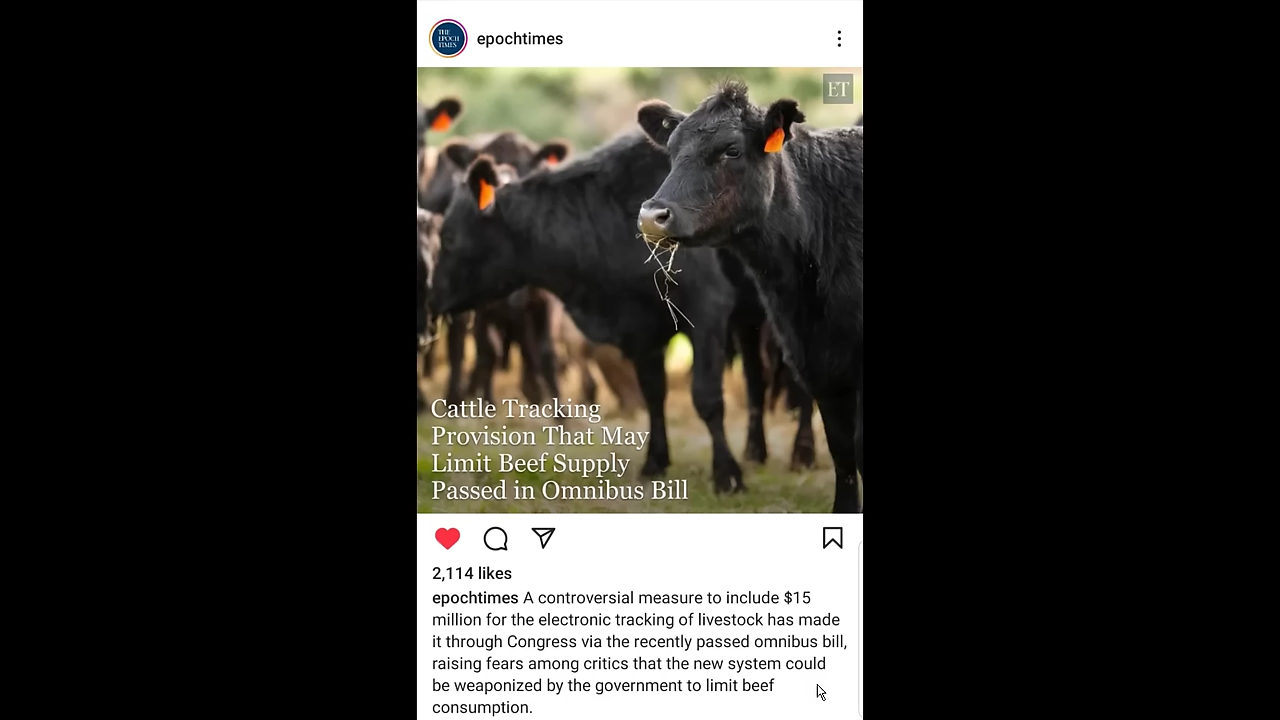 THE
EPOCH
TIMES
epochtimes
ET
Cattle Tracking
Provision That May
Limit Beef Supply
Passed in Omnibus Bill
2,114 likes
epochtimes A controversial measure to include $15
million for the electronic tracking of livestock has made
it through Congress via the recently passed omnibus bill,
raising fears among critics that the new system could
be weaponized by the government to limit beef
consumption.